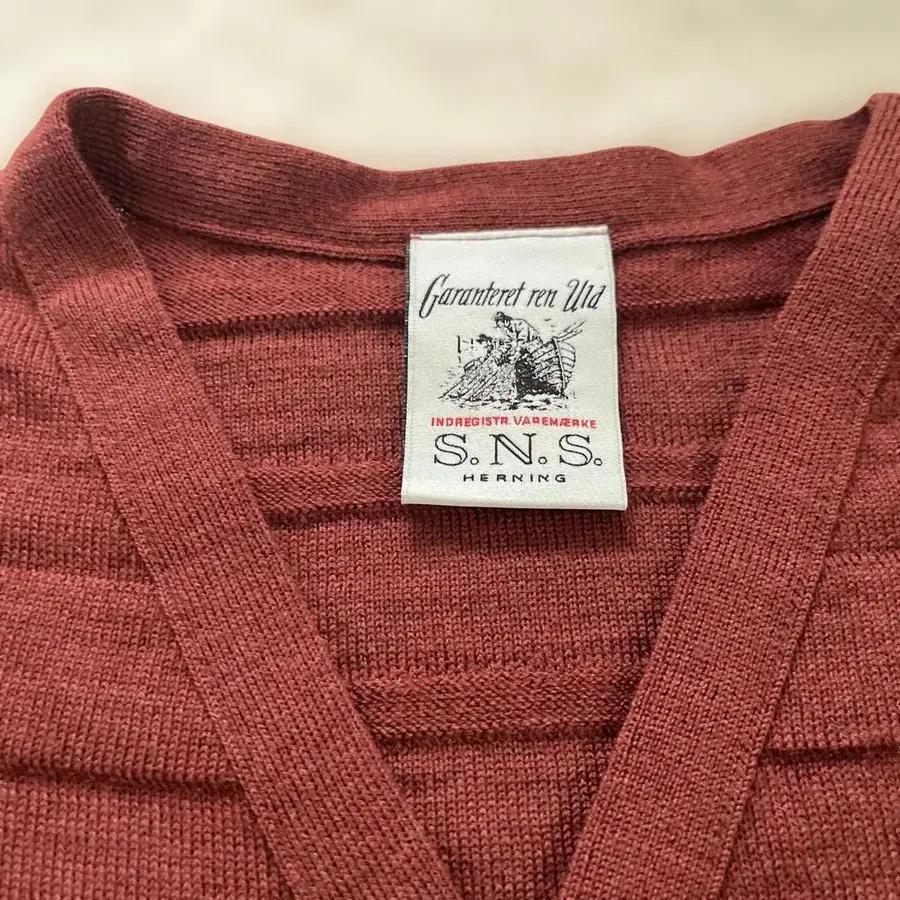 Garanteret ren Uld
INDREGISTR. VAREMÆRKE
S.N.S.
HERNING